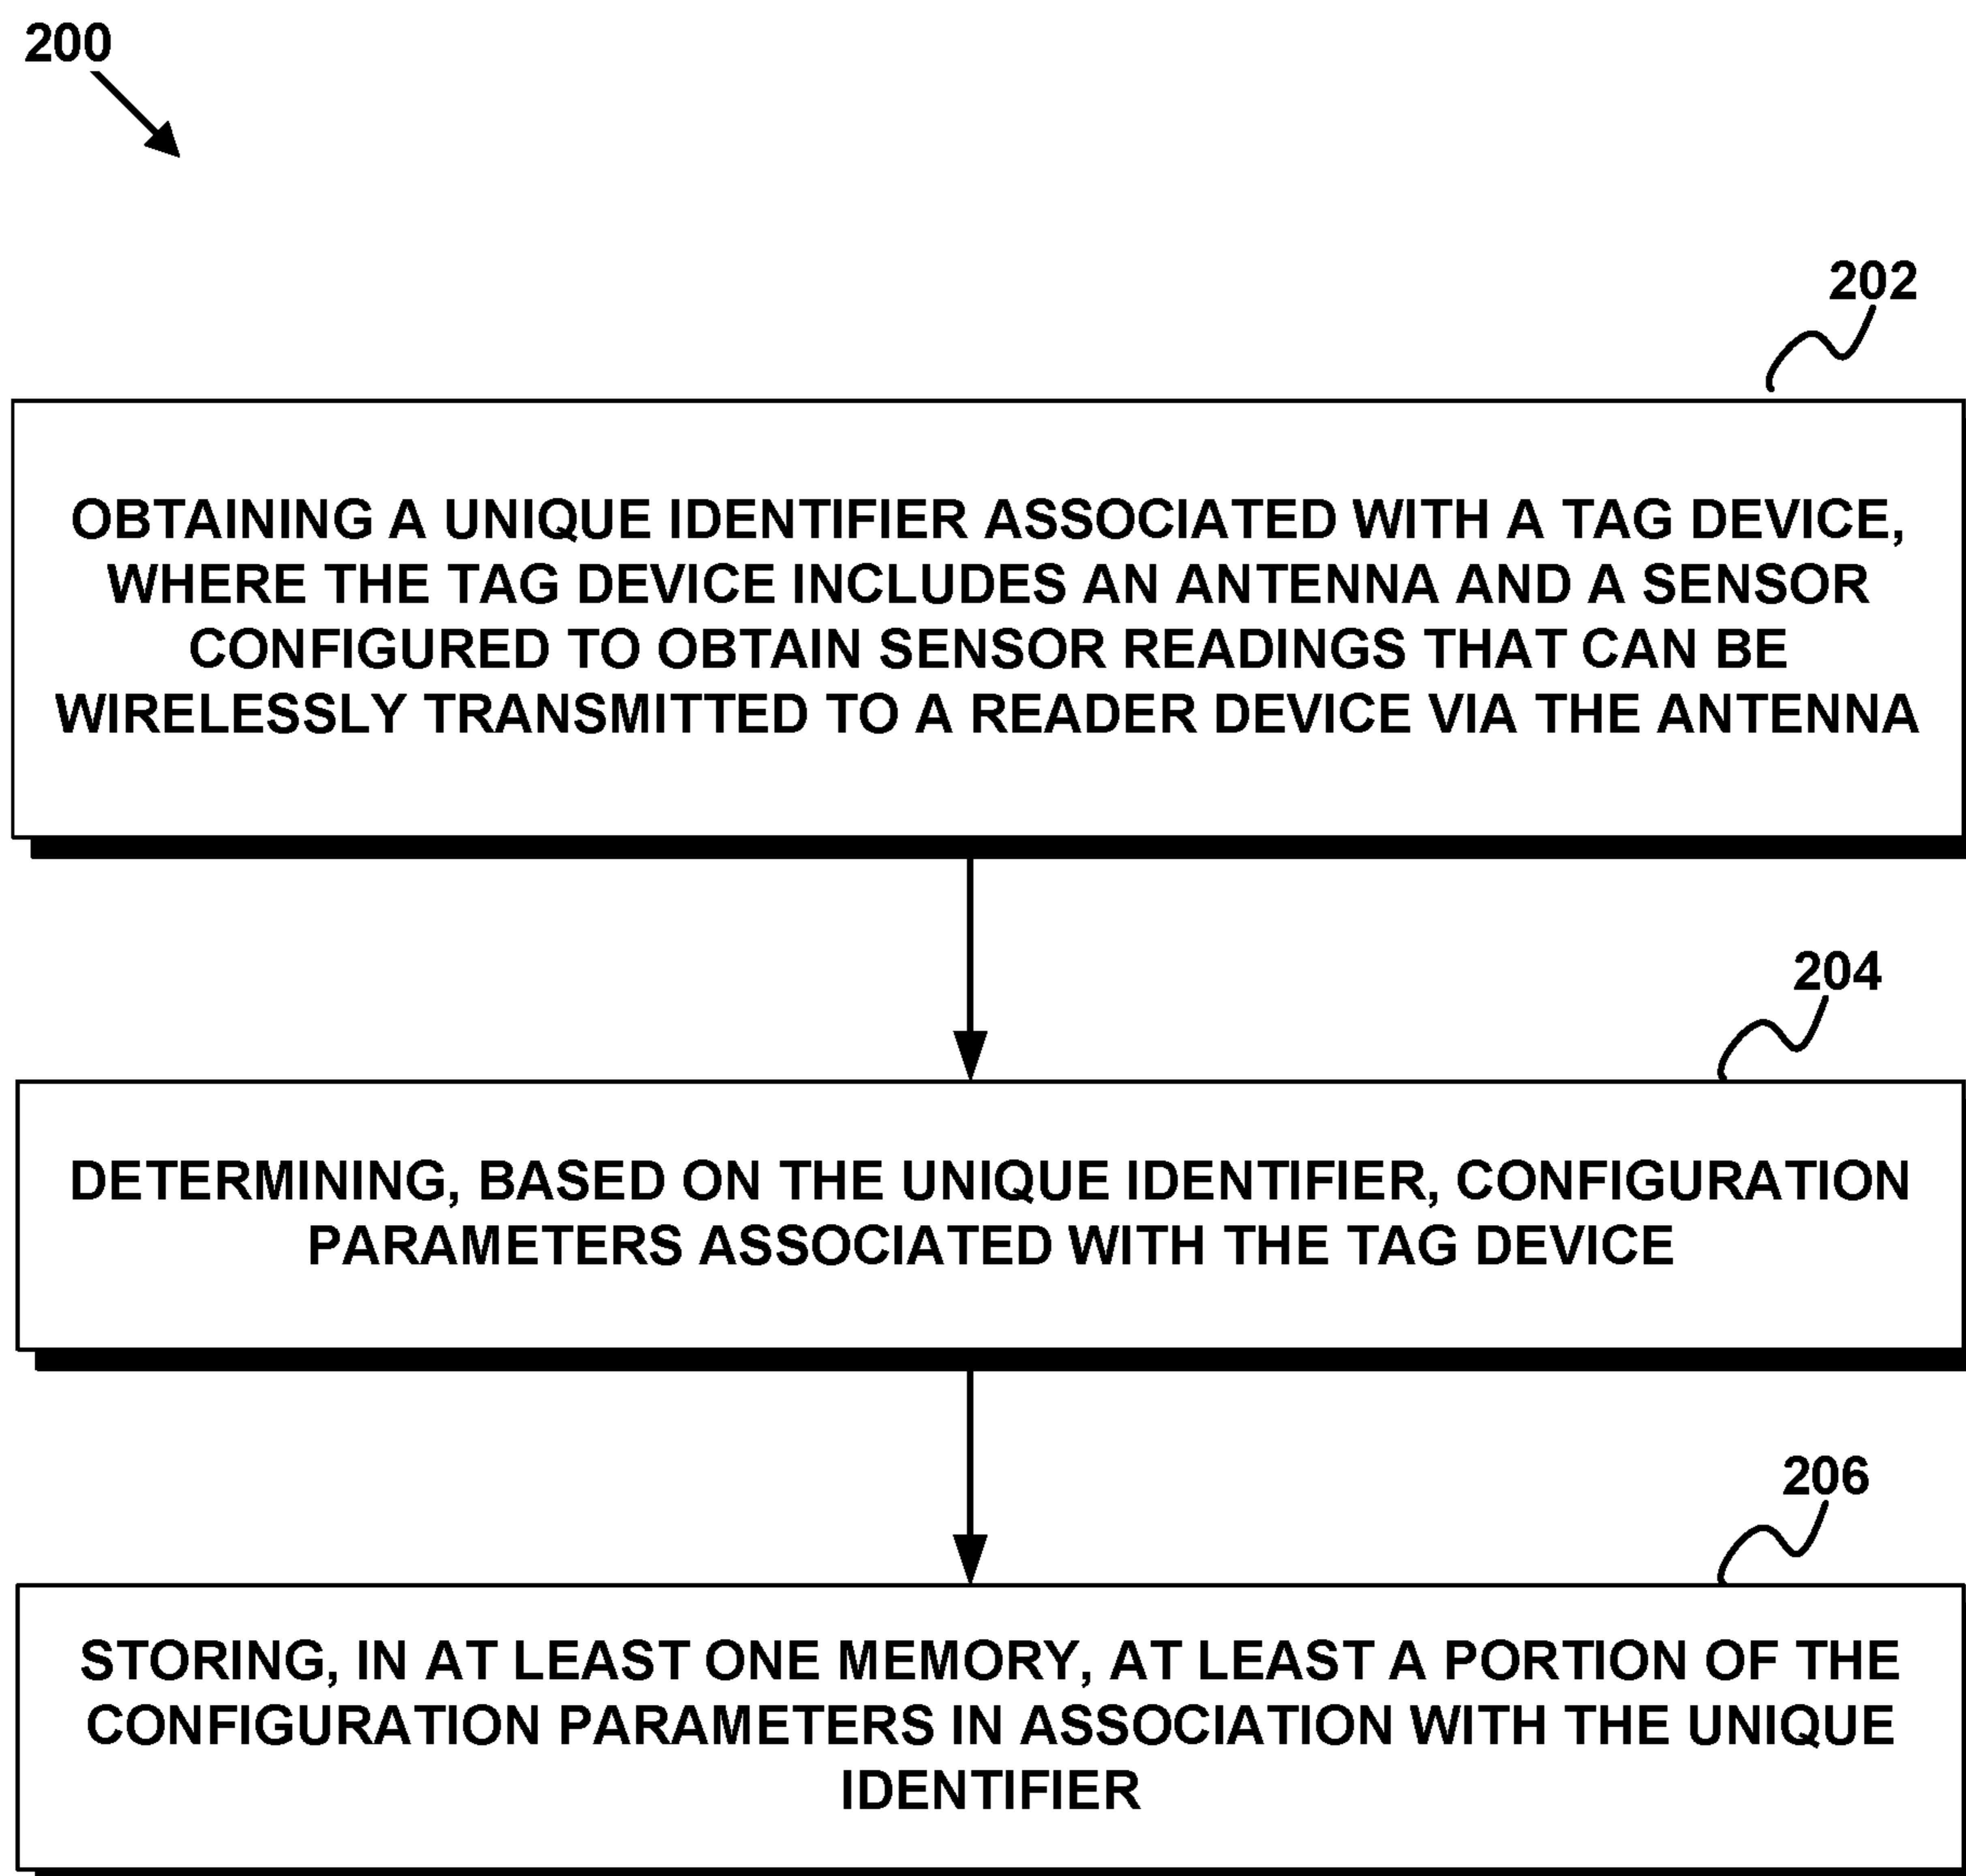 200
202
OBTAINING A UNIQUE IDENTIFIER ASSOCIATED WITH A TAG DEVICE,
WHERE THE TAG DEVICE INCLUDES AN ANTENNA AND A SENSOR
CONFIGURED TO OBTAIN SENSOR READINGS THAT CAN BE
WIRELESSLY TRANSMITTED TO A READER DEVICE VIA THE ANTENNA
204
DETERMINING, BASED ON THE UNIQUE IDENTIFIER, CONFIGURATION
PARAMETERS ASSOCIATED WITH THE TAG DEVICE
206
STORING, IN AT LEAST ONE MEMORY, AT LEAST A PORTION OF THE
CONFIGURATION PARAMETERS IN ASSOCIATION WITH THE UNIQUE
IDENTIFIER